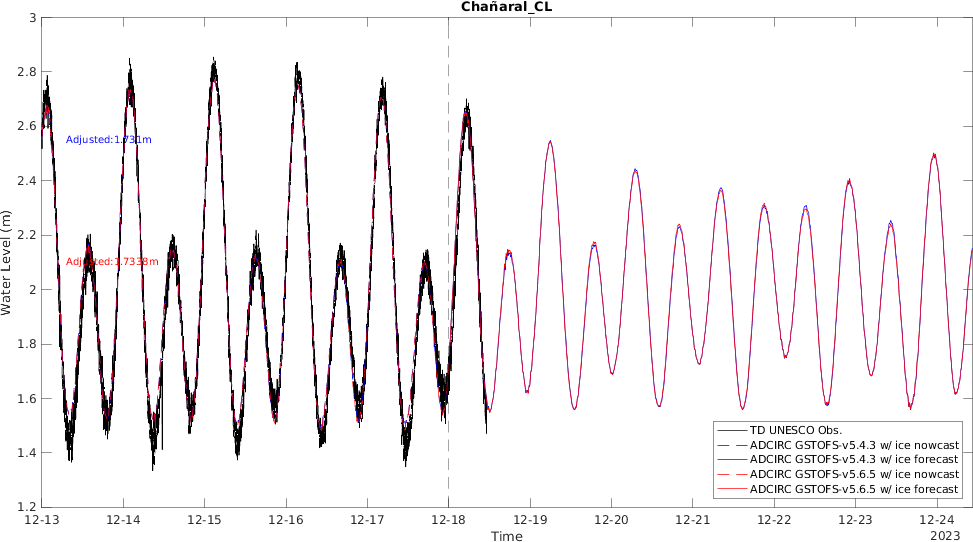 Chañaral_CL
3
2.8
2.6
2.4
2.2
2
1.8
1.6
1.4
1.2
Water Level (m)
Adjusted:1.731m
Adjusted:1.7338m
TD UNESCO Obs.
ADCIRC GSTOFS-v5.4.3 w/ ice nowcast
ADCIRC GSTOFS-v5.4.3 w/ ice forecast
ADCIRC GSTOFS-v5.6.5 w/ ice nowcast
ADCIRC GSTOFS-v5.6.5 w/ ice forecast
12-13 12-14 12-15 12-16 12-17 12-18 12-19 12-20 12-21 12-22 12-23 12-24
2023
Time